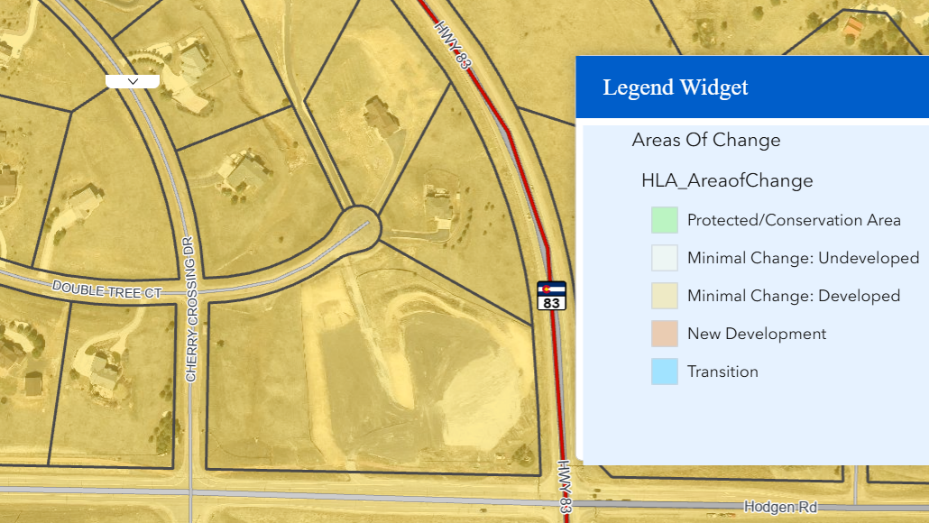 HWY 83
Legend Widget
Areas Of Change
HLA_AreaofChange
Protected/Conservation Area
Minimal Change: Undeveloped
Minimal Change: Developed
New Development
Transition
DOUBLE TREE CT
CHERRY CROSSING DR
83
HWY 83
Hodgen Rd